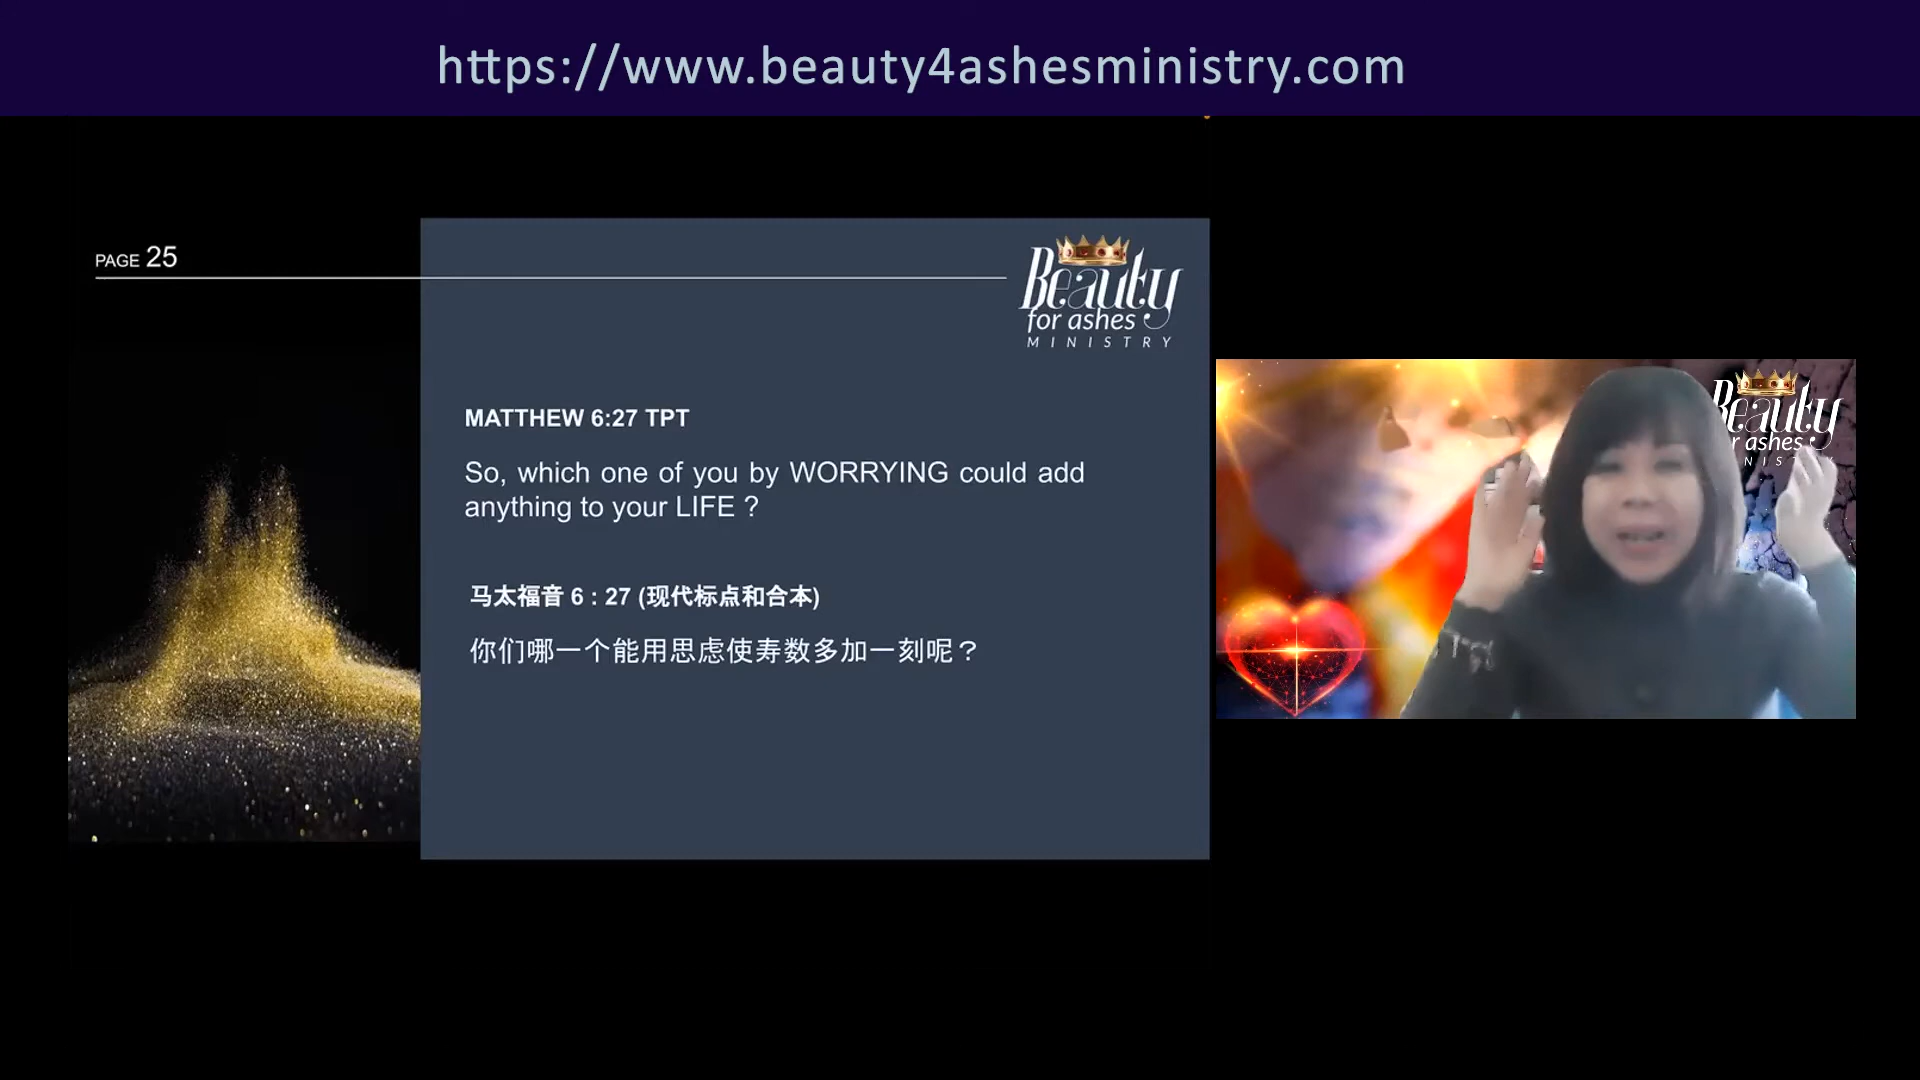 https://www.beauty4ashesministry.com
PAGE 25
Beauty
for ashes
MINISTRY
MATTHEW 6:27 TPT
So, which one of you by WORRYING could add
anything to your LIFE ?
马太福音 6 : 27 (现代标点和合本)
你们哪一个能用思虑使寿数多加一刻呢？
Beauty
r ashes
NIST